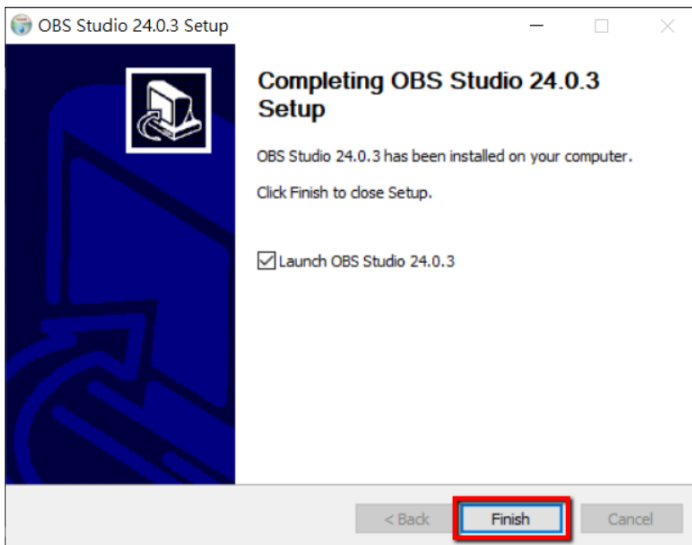 OBS Studio 24.0.3 Setup
Completing OBS Studio 24.0.3
Setup
OBS Studio 24.0.3 has been installed on your computer.
Click Finish to close Setup.
Launch OBS Studio 24.0.3
< Back Finish Cancel